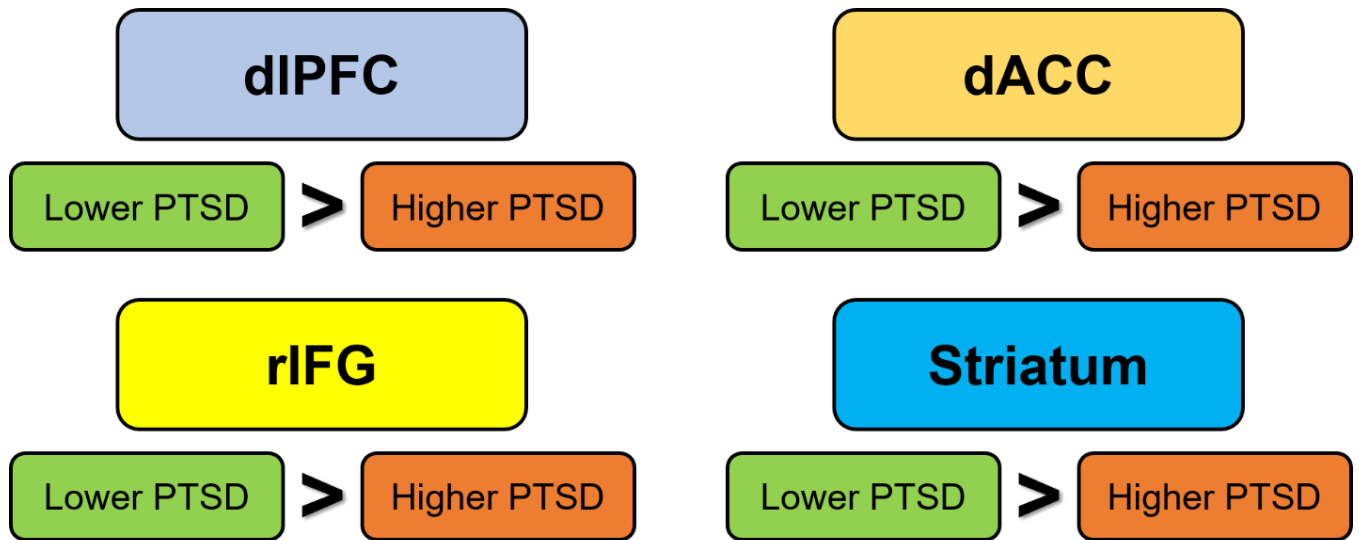 dlPFC
dACC
Lower PTSD > Higher PTSD
Lower PTSD > Higher PTSD
rIFG
Striatum
Lower PTSD > Higher PTSD
Lower PTSD > Higher PTSD